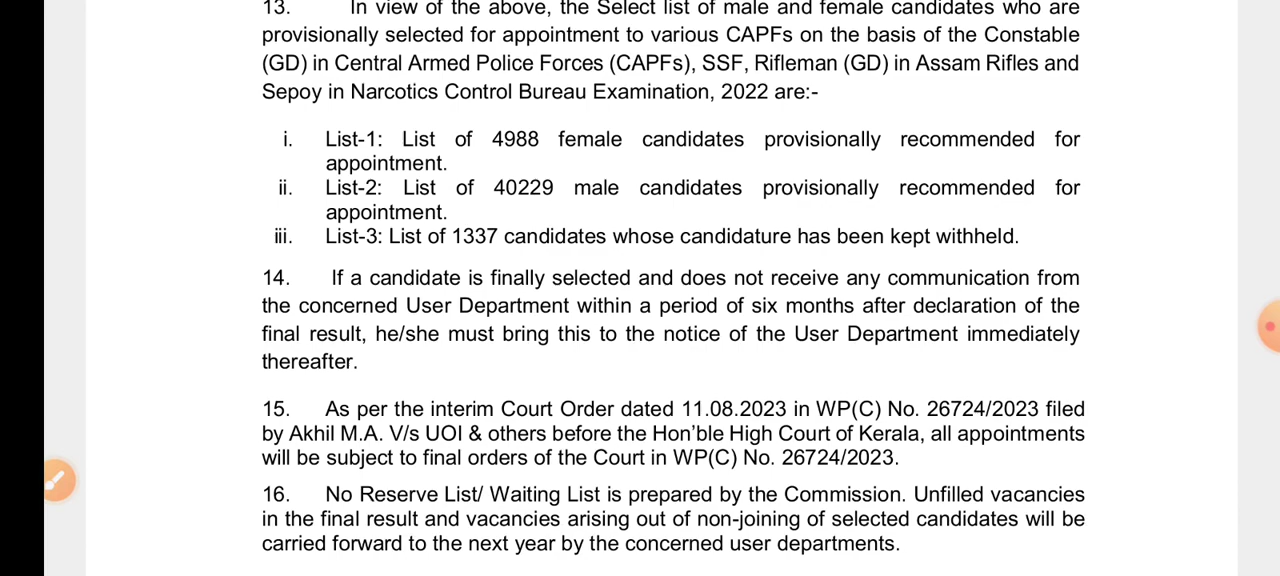 13. In view of the above, the Select list of male and female candidates who are
provisionally selected for appointment to various CAPFs on the basis of the Constable
(GD) in Central Armed Police Forces (CAPFs), SSF, Rifleman (GD) in Assam Rifles and
Sepoy in Narcotics Control Bureau Examination, 2022 are:-
i. List-1: List of 4988 female candidates provisionally recommended for
appointment.
ii. List-2: List of 40229 male candidates provisionally recommended for
appointment.
iii. List-3: List of 1337 candidates whose candidature has been kept withheld.
14. If a candidate is finally selected and does not receive any communication from
the concerned User Department within a period of six months after declaration of the
final result, he/she must bring this to the notice of the User Department immediately
thereafter.
15. As per the interim Court Order dated 11.08.2023 in WP(C) No. 26724/2023 filed
by Akhil M.A. V/s UOI & others before the Hon’ble High Court of Kerala, all appointments
will be subject to final orders of the Court in WP(C) No. 26724/2023.
16. No Reserve List/ Waiting List is prepared by the Commission. Unfilled vacancies
in the final result and vacancies arising out of non-joining of selected candidates will be
carried forward to the next year by the concerned user departments.